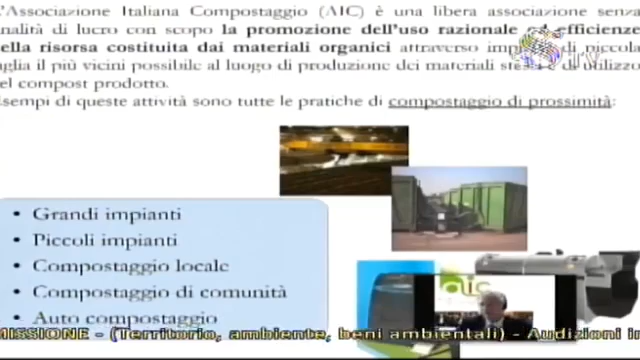 'Associazione Italiana Compostaggio (AIC) è una libera associazione senza
nalità di lucro con scopo la promozione dell'uso razionale ed efficiente
ella risorsa costituita dai materiali organici attraverso di piccola
glia il più vicini possibile al luogo di produzione dei materiali di utilizzo
el compost prodotto.
sempi di queste attività sono tutte le pratiche di compostaggio di prossimità:
• Grandi impianti
• Piccoli impianti
• Compostaggio locale
• Compostaggio di comunità
• Auto compostaggio
aic
MISSIONE - (Territorio, ambiente, beni ambientali) - Audizioni in